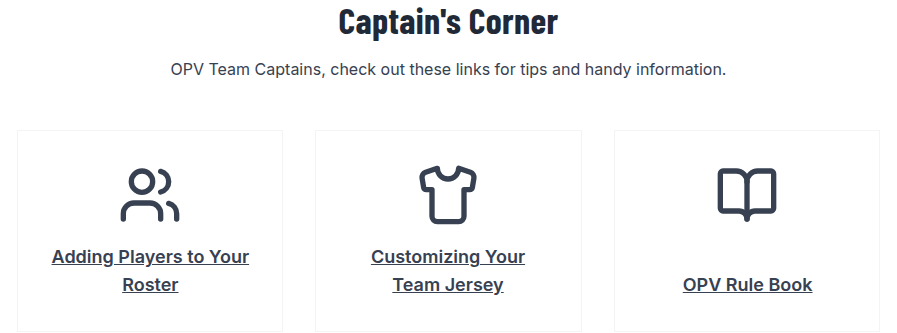 Captain's Corner
OPV Team Captains, check out these links for tips and handy information.
Adding Players to Your
Roster
Customizing Your
Team Jersey
OPV Rule Book